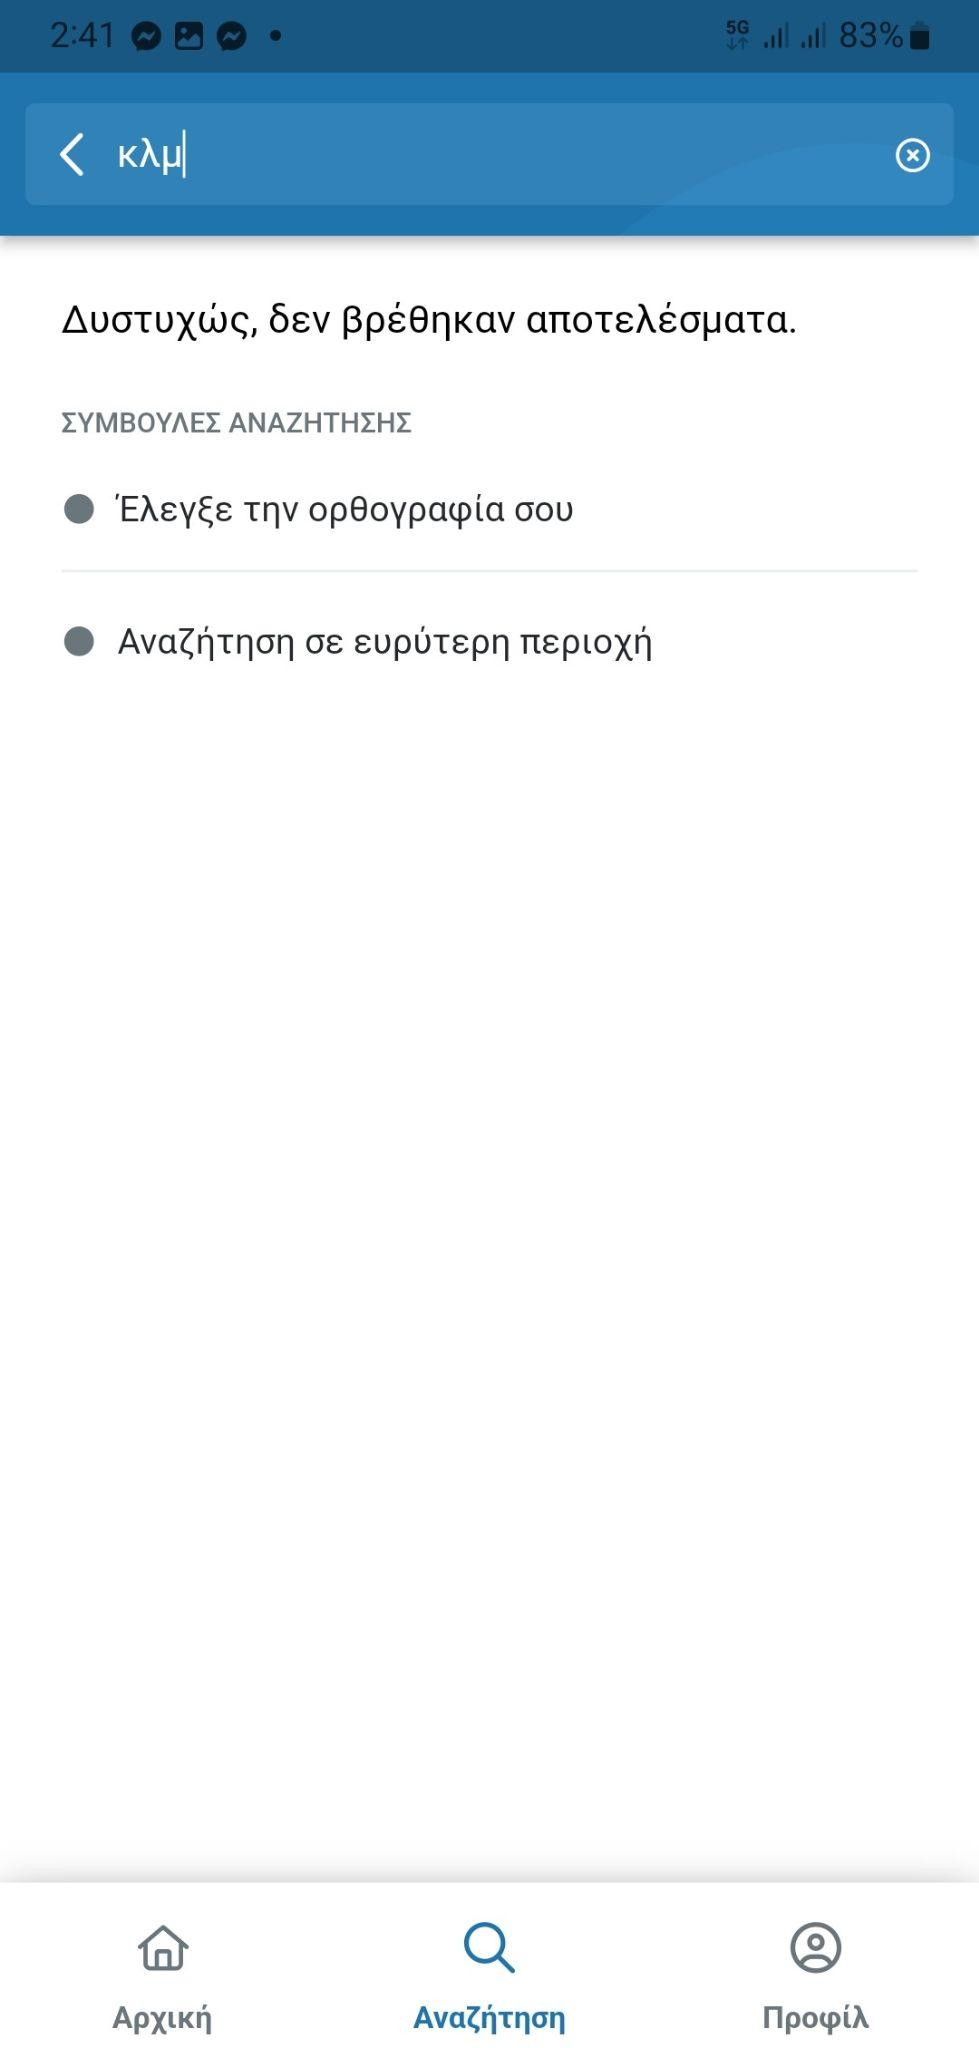 2:41
5G
83%
κλμ
Δυστυχώς, δεν βρέθηκαν αποτελέσματα.
ΣΥΜΒΟΥΛΕΣ ΑΝΑΖΗΤΗΣΗΣ
Έλεγξε την ορθογραφία σου
Αναζήτηση σε ευρύτερη περιοχή
Αρχική
Αναζήτηση
Προφίλ